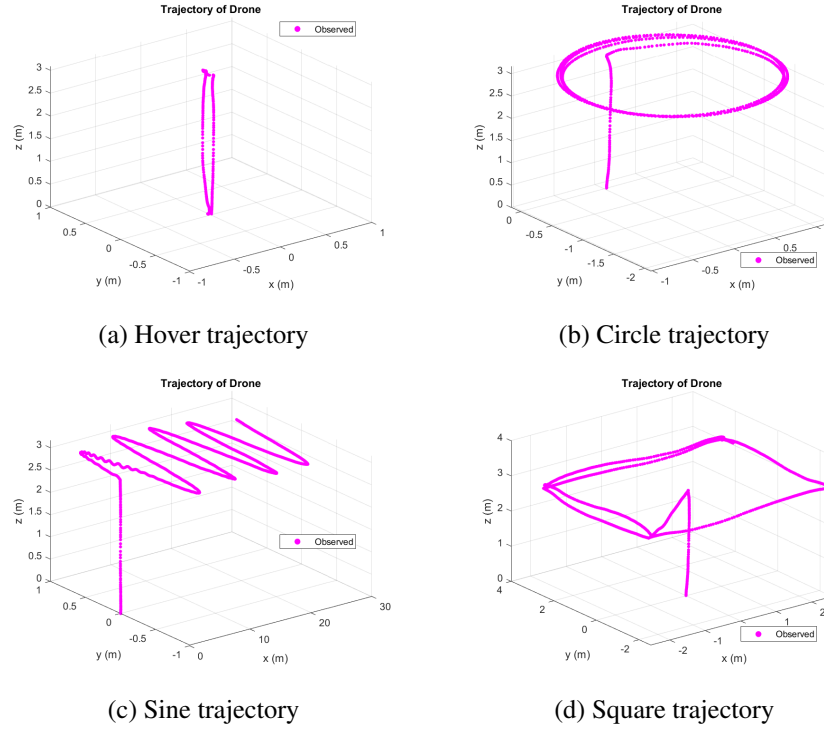 Trajectory of Drone
Observed
3
2.5
2
1.5
1
0.5
0
z (m)
1
0.5
0
-0.5
-1
y (m)
-1
-0.5
0
0.5
1
x (m)
(a) Hover trajectory
Trajectory of Drone
3
2.5
2
1.5
1
0.5
0
z (m)
0
-0.5
-1
-1.5
-2
y (m)
-1
-0.5
0
0.5
x (m)
Observed
(b) Circle trajectory
Trajectory of Drone
3
2.5
2
1.5
1
0.5
0
z (m)
1
0.5
0
-0.5
-1
y (m)
0
10
20
30
x (m)
Observed
(c) Sine trajectory
Trajectory of Drone
4
3
2
1
0
z (m)
4
2
0
-2
y (m)
-2
-1
0
1
2
x (m)
Observed
(d) Square trajectory